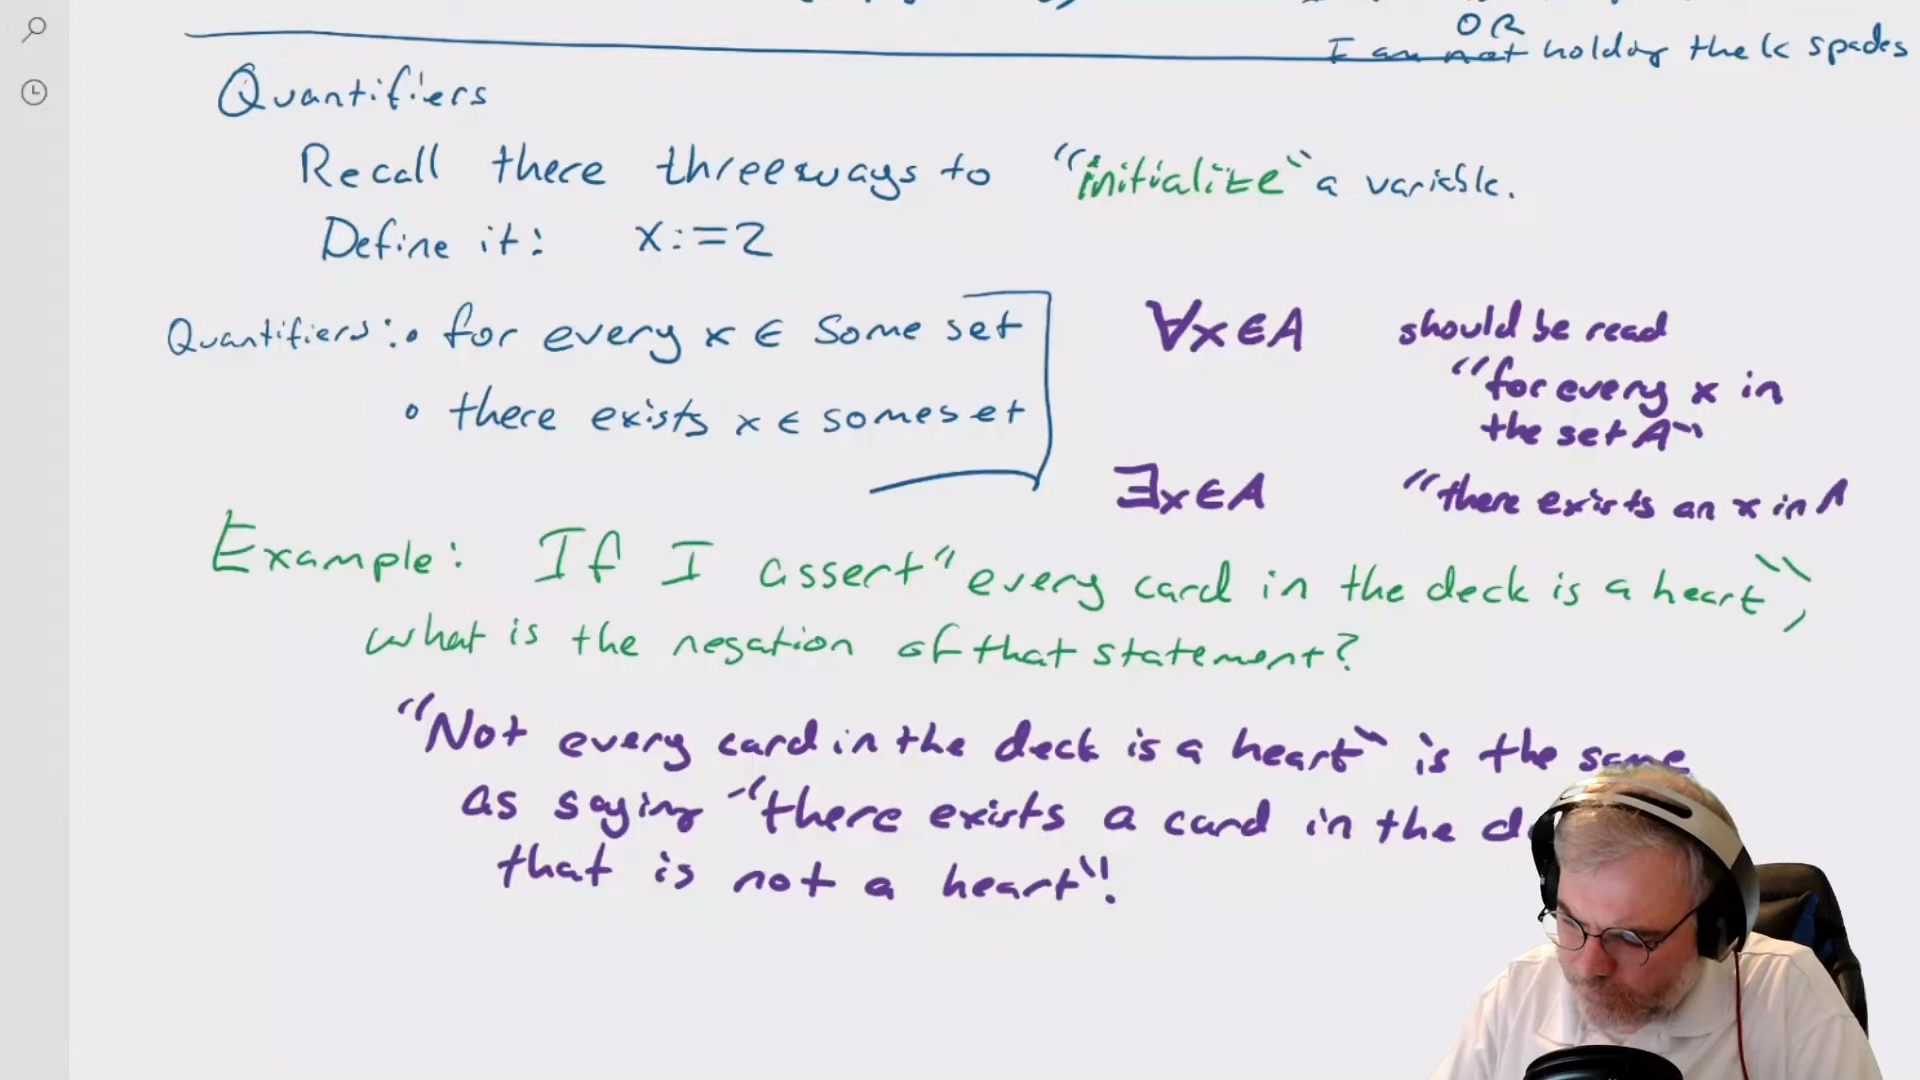 OR
I am not holding the K spades
Quantifiers
Recall there three ways to "initialize" a variable.
Define it: x:=2
Quantifiers: • for every x ∈ some set
• there exists x ∈ some set
∀x∈A should be read
"for every x in
the set A"
∃x∈A "there exists an x in A
Example: If I assert "every card in the deck is a heart",
what is the negation of that statement?
"Not every card in the deck is a heart" is the same
as saying "there exists a card in the
that is not a heart"!